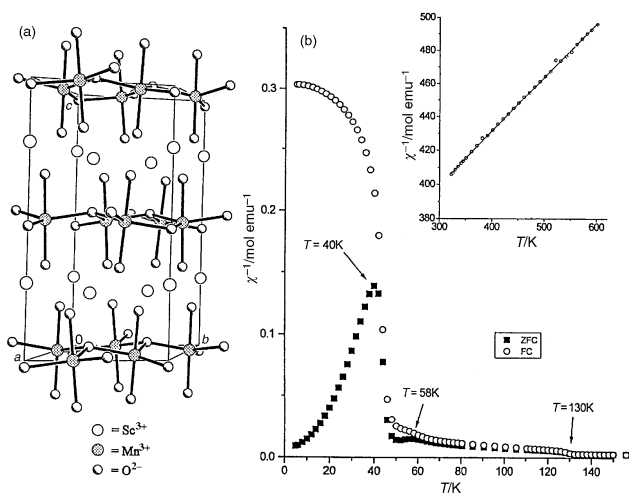 (a)
c
0
a
b
= Sc³⁺
= Mn³⁺
= O²⁻
(b)
χ⁻¹/mol emu⁻¹
0.3
0.2
0.1
0.0
0 20 40 60 80 100 120 140
T/K
T = 40K
T = 58K
T = 130K
ZFC
FC
χ⁻¹/mol emu⁻¹
500
480
460
440
420
400
380
300 400 500 600
T/K